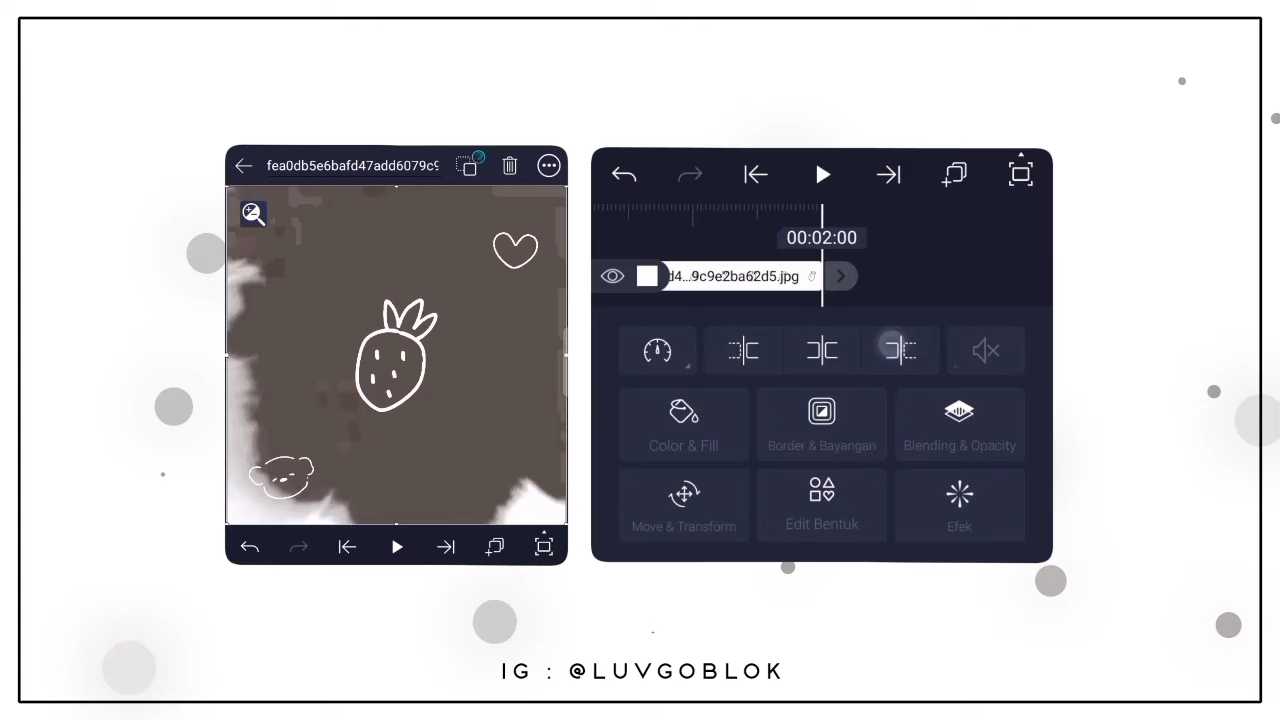 fea0db5e6bafd47add6079c9
00:02:00
d4...9c9e2ba62d5.jpg
Color & Fill
Border & Bayangan
Blending & Opacity
Move & Transform
Edit Bentuk
Efek
IG : @LUVGOBLOK